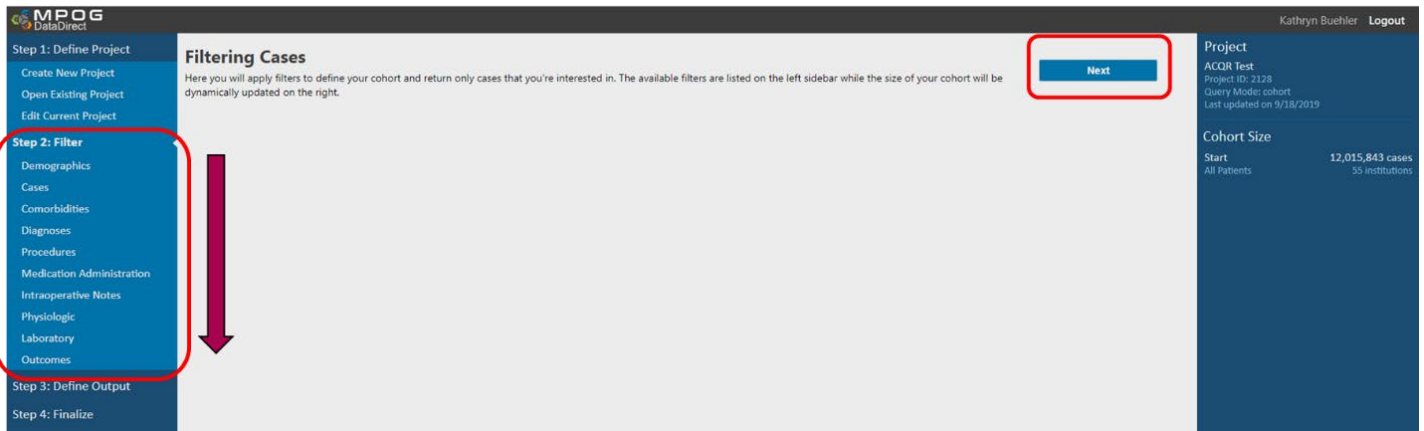 MPOG
DataDirect
Kathryn Buehler Logout
Step 1: Define Project
Create New Project
Open Existing Project
Edit Current Project
Step 2: Filter
Demographics
Cases
Comorbidities
Diagnoses
Procedures
Medication Administration
Intraoperative Notes
Physiologic
Laboratory
Outcomes
Step 3: Define Output
Step 4: Finalize
Filtering Cases
Here you will apply filters to define your cohort and return only cases that you're interested in. The available filters are listed on the left sidebar while the size of your cohort will be
dynamically updated on the right.
Next
Project
ACQR Test
Project ID: 2128
Query Mode: cohort
Last updated on 9/18/2019
Cohort Size
Start 12,015,843 cases
All Patients 55 institutions